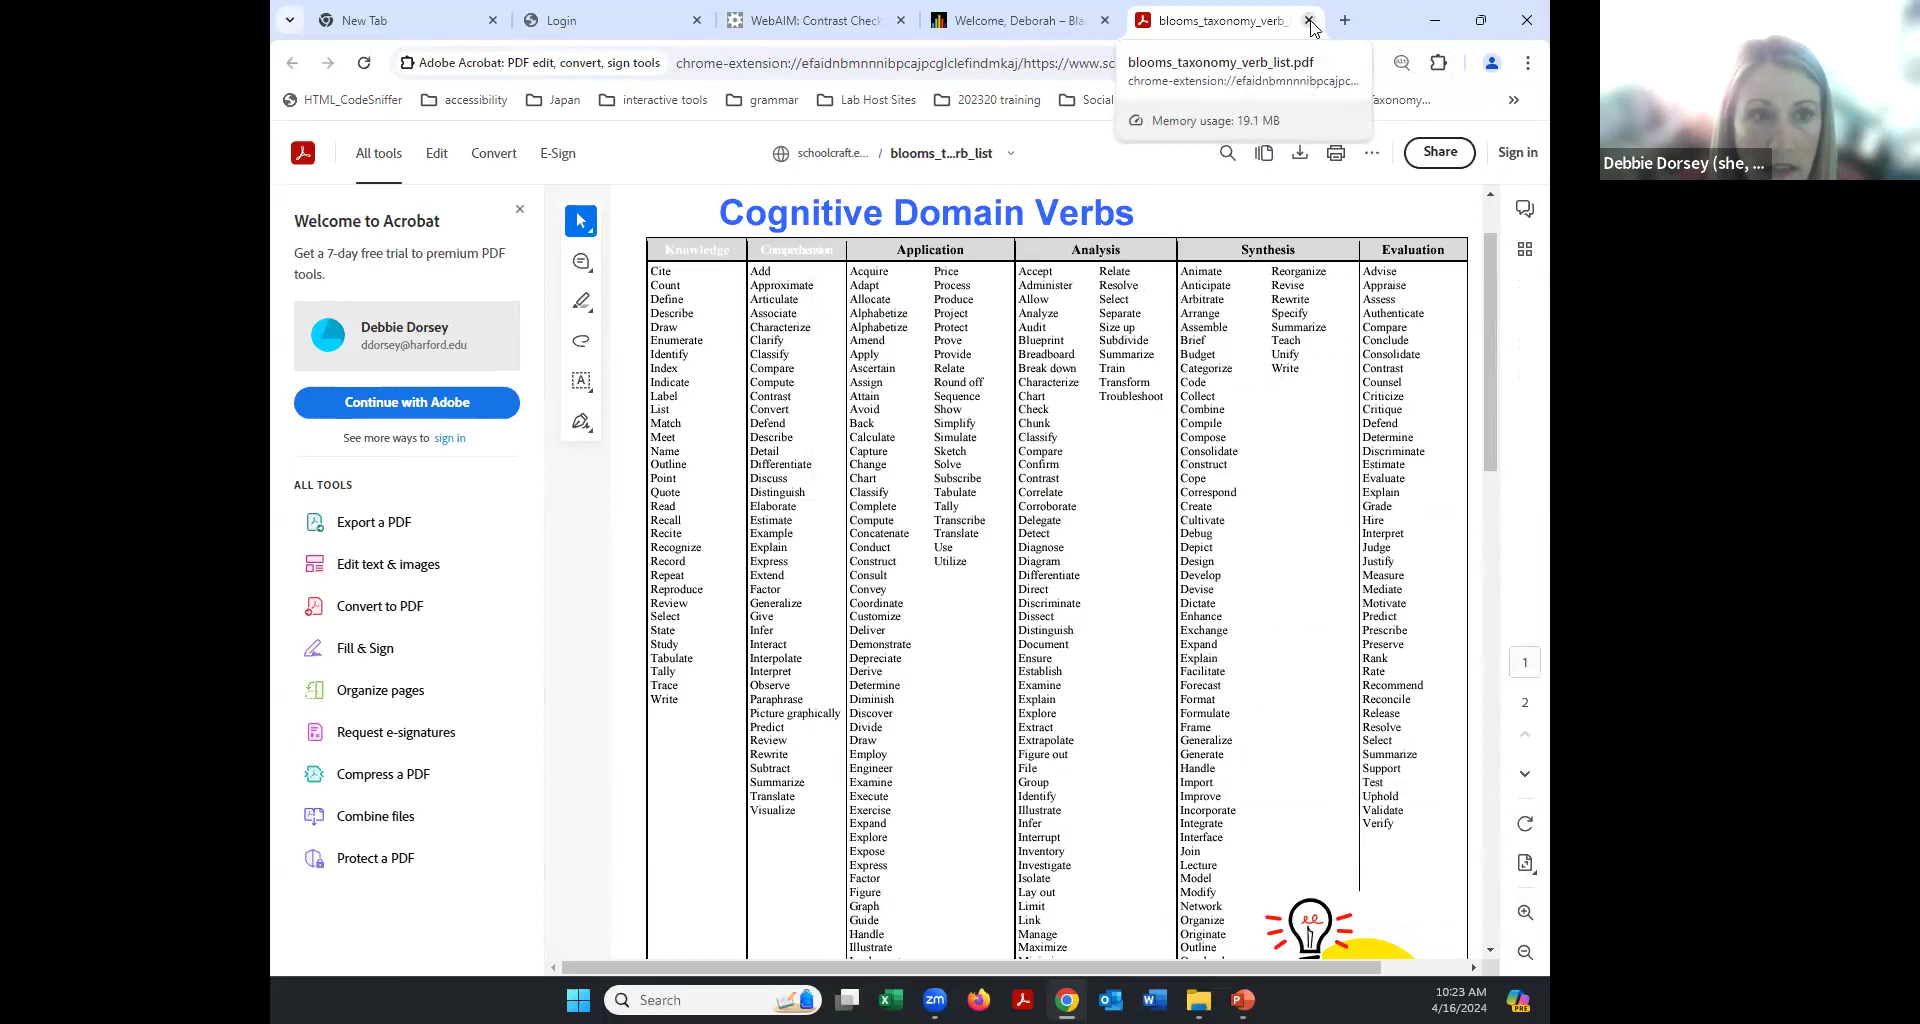 New Tab
Login
WebAIM: Contrast Check
Welcome, Deborah – Bla
blooms_taxonomy_verb_
Adobe Acrobat: PDF edit, convert, sign tools
chrome-extension://efaidnbmnnnibpcajpcglclefindmkaj/https://www.sc
blooms_taxonomy_verb_list.pdf
chrome-extension://efaidnbmnnnibpcajpc...
Memory usage: 19.1 MB
HTML_CodeSniffer
accessibility
Japan
interactive tools
grammar
Lab Host Sites
202320 training
Social
Taxonomy...
All tools
Edit
Convert
E-Sign
schoolcraft.e... / blooms_t...rb_list
Share
Sign in
Debbie Dorsey (she, ...
Welcome to Acrobat
Get a 7-day free trial to premium PDF
tools.
Debbie Dorsey
ddorsey@harford.edu
Continue with Adobe
See more ways to sign in
ALL TOOLS
Export a PDF
Edit text & images
Convert to PDF
Fill & Sign
Organize pages
Request e-signatures
Compress a PDF
Combine files
Protect a PDF
Cognitive Domain Verbs
Knowledge
Cite
Count
Define
Describe
Draw
Enumerate
Identify
Index
Indicate
Label
List
Match
Meet
Name
Outline
Point
Quote
Read
Recall
Recite
Recognize
Record
Repeat
Reproduce
Review
Select
State
Study
Tabulate
Tally
Trace
Write
Comprehension
Add
Approximate
Articulate
Associate
Characterize
Clarify
Classify
Compare
Compute
Contrast
Convert
Defend
Describe
Detail
Differentiate
Discuss
Distinguish
Elaborate
Estimate
Example
Explain
Express
Extend
Factor
Generalize
Give
Infer
Interact
Interpolate
Interpret
Observe
Paraphrase
Picture graphically
Predict
Review
Rewrite
Subtract
Summarize
Translate
Visualize
Application
Acquire
Adapt
Allocate
Alphabetize
Alphabetize
Amend
Apply
Ascertain
Assign
Attain
Avoid
Back
Calculate
Capture
Change
Chart
Classify
Complete
Compute
Concatenate
Conduct
Construct
Consult
Convey
Coordinate
Customize
Deliver
Demonstrate
Depreciate
Derive
Determine
Diminish
Discover
Divide
Draw
Employ
Engineer
Examine
Execute
Exercise
Expand
Explore
Expose
Express
Factor
Figure
Graph
Guide
Handle
Illustrate
Price
Process
Produce
Project
Protect
Prove
Provide
Relate
Round off
Sequence
Show
Simplify
Simulate
Sketch
Solve
Subscribe
Tabulate
Tally
Transcribe
Translate
Use
Utilize
Analysis
Accept
Administer
Allow
Analyze
Audit
Blueprint
Breadboard
Break down
Characterize
Chart
Check
Chunk
Classify
Compare
Confirm
Contrast
Correlate
Corroborate
Delegate
Detect
Diagnose
Diagram
Differentiate
Direct
Discriminate
Dissect
Distinguish
Document
Ensure
Establish
Examine
Explain
Explore
Extract
Extrapolate
Figure out
File
Group
Identify
Illustrate
Infer
Interrupt
Inventory
Investigate
Isolate
Lay out
Limit
Link
Manage
Maximize
Relate
Resolve
Select
Separate
Size up
Subdivide
Summarize
Train
Transform
Troubleshoot
Synthesis
Animate
Anticipate
Arbitrate
Arrange
Assemble
Brief
Budget
Categorize
Code
Collect
Combine
Compile
Compose
Consolidate
Construct
Cope
Correspond
Create
Cultivate
Debug
Depict
Design
Develop
Devise
Dictate
Enhance
Exchange
Expand
Explain
Facilitate
Forecast
Format
Formulate
Frame
Generalize
Generate
Handle
Import
Improve
Incorporate
Integrate
Interface
Join
Lecture
Model
Modify
Network
Organize
Originate
Outline
Reorganize
Revise
Rewrite
Specify
Summarize
Teach
Unify
Write
Evaluation
Advise
Appraise
Assess
Authenticate
Compare
Conclude
Consolidate
Contrast
Counsel
Criticize
Critique
Defend
Determine
Discriminate
Estimate
Evaluate
Explain
Grade
Hire
Interpret
Judge
Justify
Measure
Mediate
Motivate
Predict
Prescribe
Preserve
Rank
Rate
Recommend
Reconcile
Release
Resolve
Select
Summarize
Support
Test
Uphold
Validate
Verify
1
2
Search
10:23 AM
4/16/2024